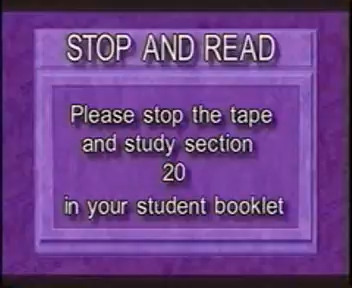 STOP AND READ
Please stop the tape
and study section
20
in your student booklet